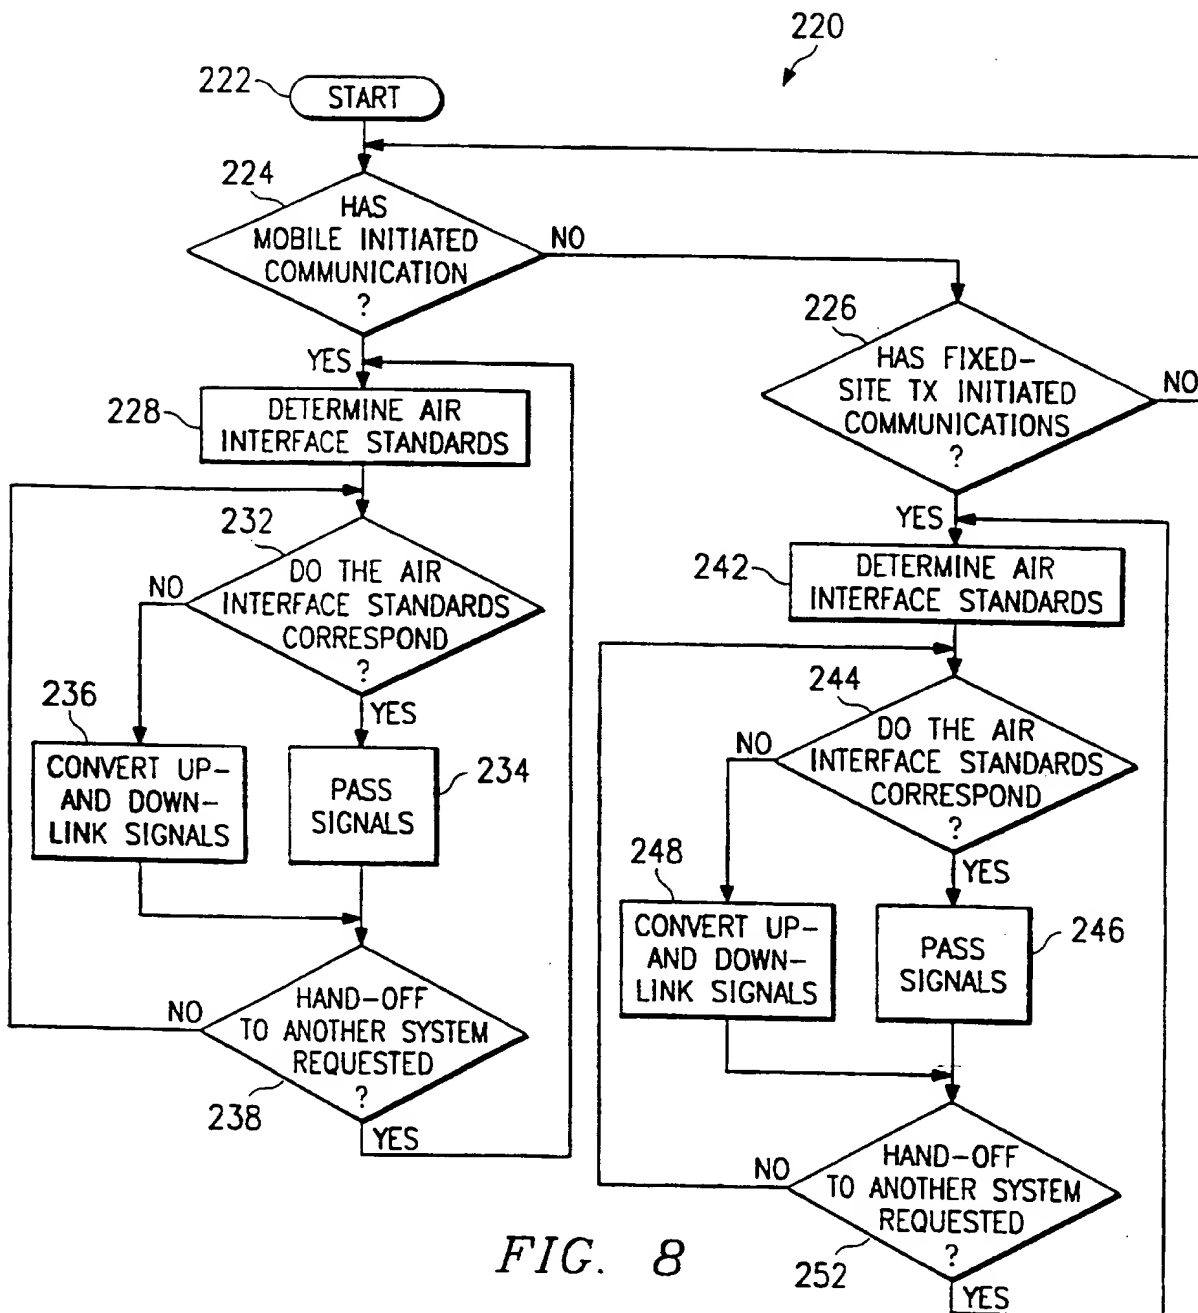 220
222
START
224
HAS
MOBILE INITIATED
COMMUNICATION
?
NO
YES
226
HAS FIXED-
SITE TX INITIATED
COMMUNICATIONS
?
NO
YES
228
DETERMINE AIR
INTERFACE STANDARDS
232
DO THE AIR
INTERFACE STANDARDS
CORRESPOND
?
NO
YES
236
CONVERT UP-
AND DOWN-
LINK SIGNALS
234
PASS
SIGNALS
NO
HAND-OFF
TO ANOTHER SYSTEM
REQUESTED
?
238
YES
242
DETERMINE AIR
INTERFACE STANDARDS
244
DO THE AIR
INTERFACE STANDARDS
CORRESPOND
?
NO
YES
248
CONVERT UP-
AND DOWN-
LINK SIGNALS
246
PASS
SIGNALS
NO
HAND-OFF
TO ANOTHER SYSTEM
REQUESTED
?
252
YES
FIG. 8